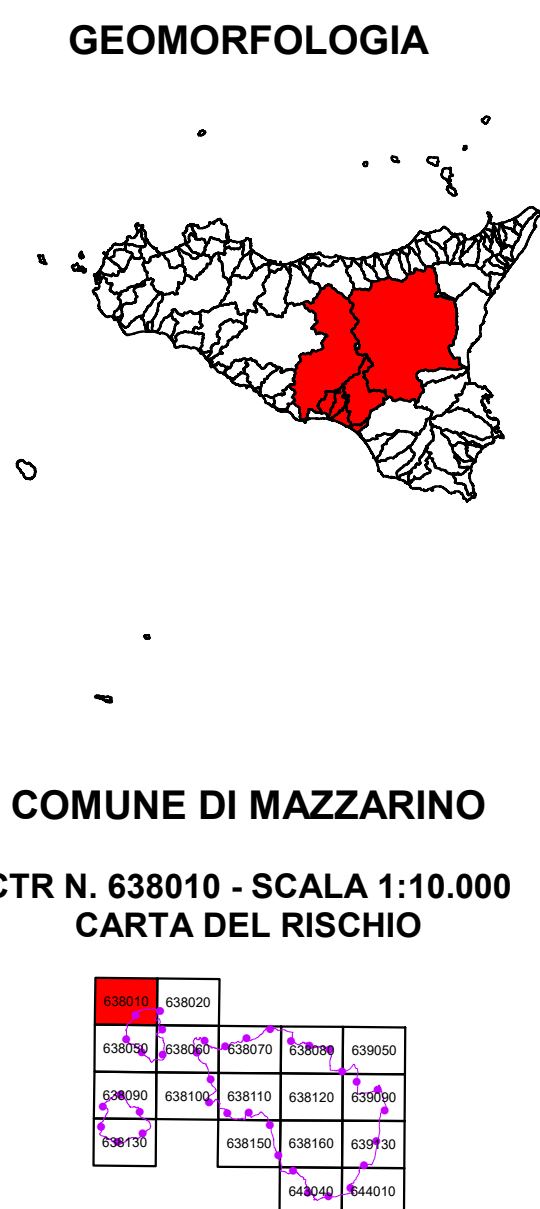 GEOMORFOLOGIA
COMUNE DI MAZZARINO
CTR N. 638010 - SCALA 1:10.000
CARTA DEL RISCHIO
638010 638020
638050 638060 638070 638080 639050
638090 638100 638110 638120 639090
638130 638150 638160 639130
643040 644010